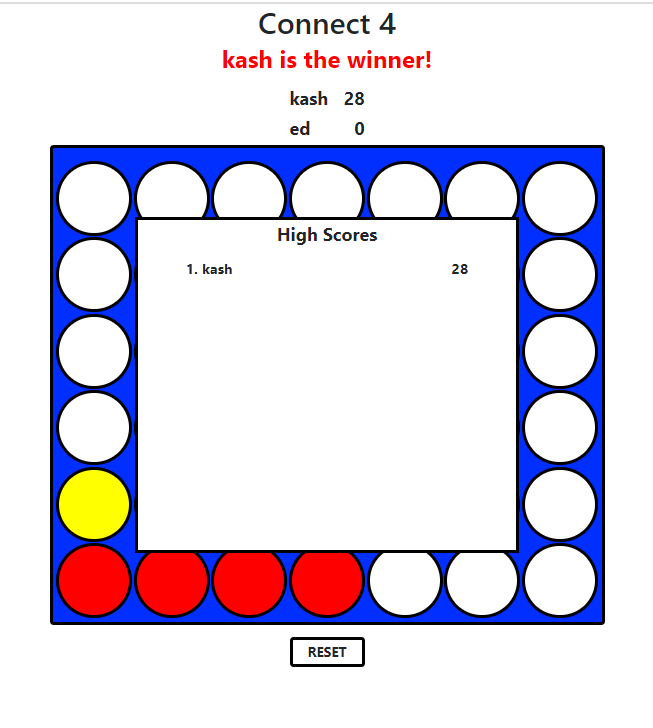 Connect 4
kash is the winner!
kash 28
ed 0
High Scores
1. kash 28
RESET